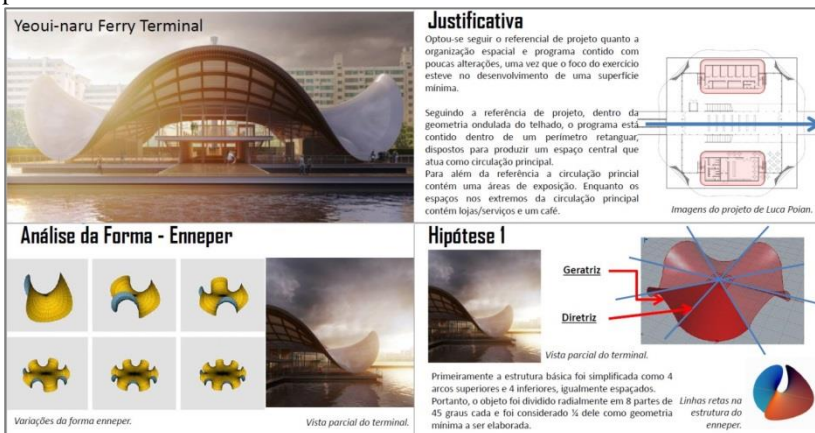 Yeoui-naru Ferry Terminal
Justificativa
Optou-se seguir o referencial de projeto quanto a
organização espacial e programa contido com
poucas alterações, uma vez que o foco do exercício
esteve no desenvolvimento de uma superfície
mínima.
Seguindo a referência de projeto, dentro da
geometria ondulada do telhado, o programa está
contido dentro de um perímetro retanguar,
dispostos para produzir um espaço central que
atua como circulação principal.
Para além da referência a circulação princial
contém uma áreas de exposição. Enquanto os
espaços nos extremos da circulação principal
contém lojas/serviços e um café.
Imagens do projeto de Luca Poian.
Análise da Forma - Enneper
Variações da forma enneper.
Vista parcial do terminal.
Hipótese 1
Geratriz
Diretriz
Vista parcial do terminal.
Primeiramente a estrutura básica foi simplificada como 4
arcos superiores e 4 inferiores, igualmente espaçados.
Portanto, o objeto foi dividido radialmente em 8 partes de
45 graus cada e foi considerado ¼ dele como geometria
mínima a ser elaborada.
Linhas retas na
estrutura do
enneper.